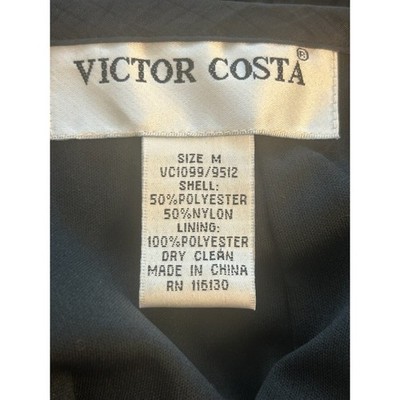 VICTOR COSTA®
SIZE M
VC1099/9512
SHELL:
50%POLYESTER
50%NYLON
LINING:
100%POLYESTER
DRY CLEAN
MADE IN CHINA
RN 116130